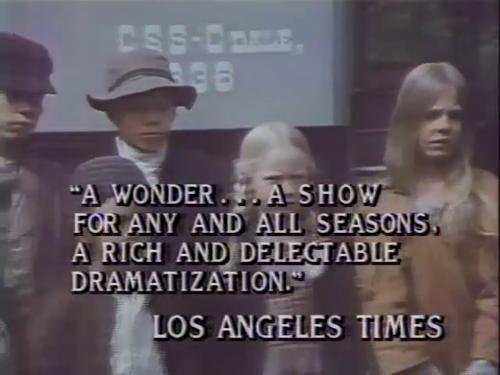 “A WONDER...A SHOW
FOR ANY AND ALL SEASONS,
A RICH AND DELECTABLE
DRAMATIZATION.“
LOS ANGELES TIMES